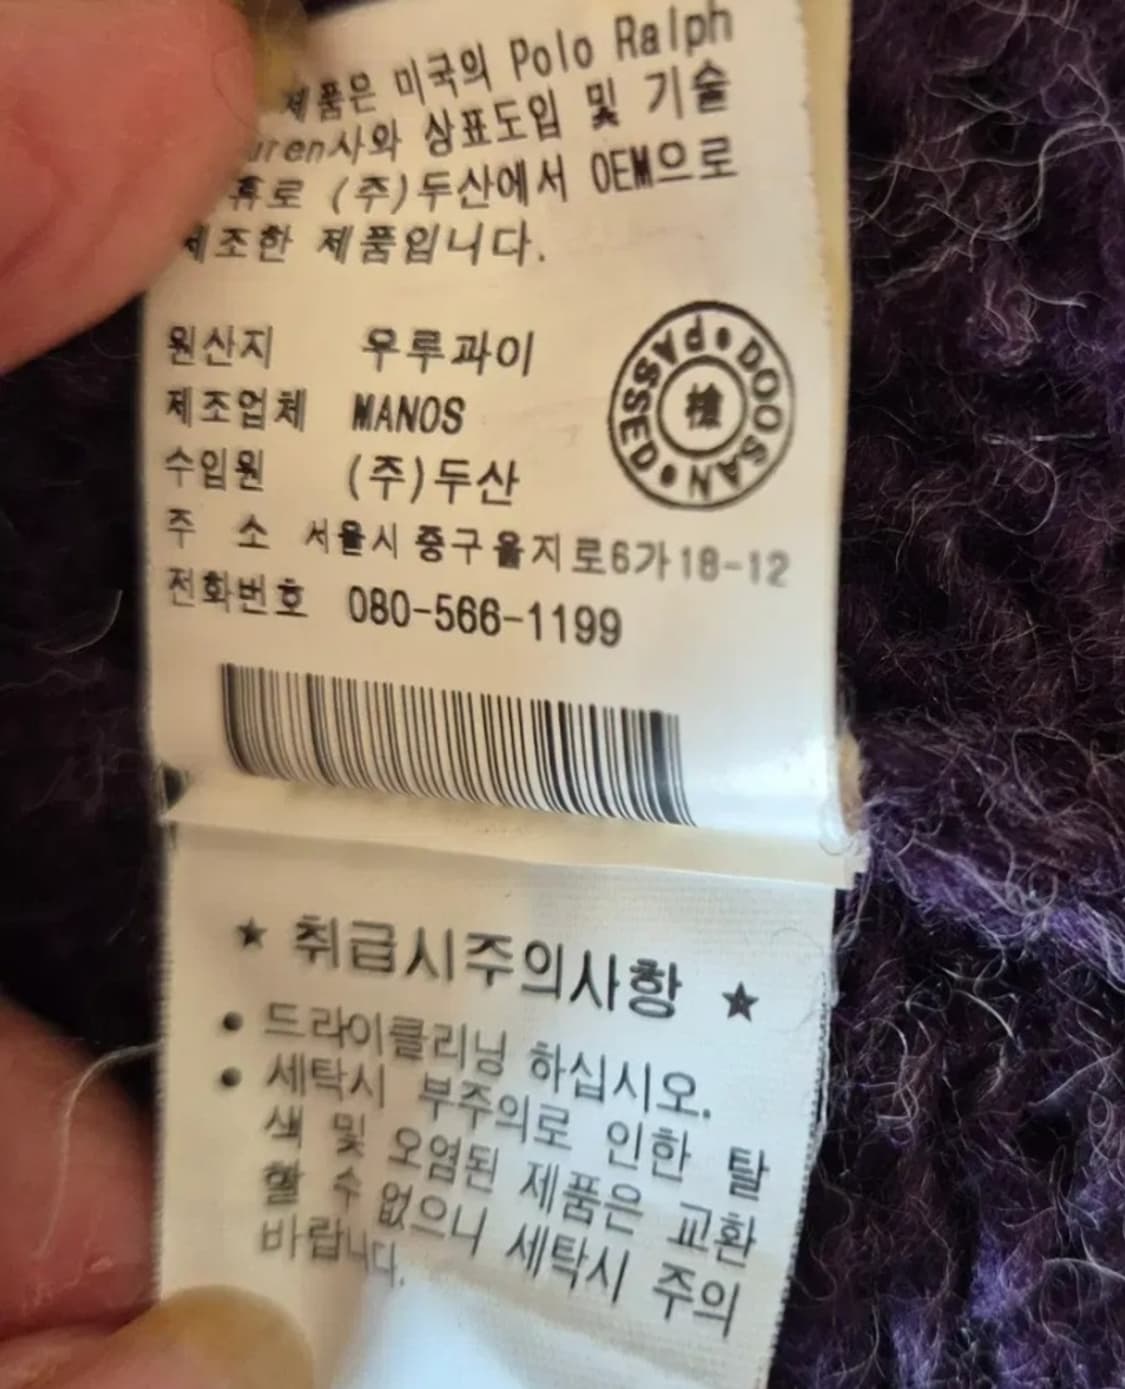 제품은 미국의 Polo Ralph
uren사와 상표도입 및 기술
휴로 (주)두산에서 OEM으로
제조한 제품입니다.
원산지 우루과이
제조업체 MANOS
수입원 (주)두산
주 소 서울시 중구 을지로6가 18-12
전화번호 080-566-1199
DOOSAN • PASSED •
檢
★ 취급시주의사항 ★
• 드라이클리닝 하십시오.
• 세탁시 부주의로 인한 탈
색 및 오염된 제품은 교환
할 수 없으니 세탁시 주의
바랍니다.